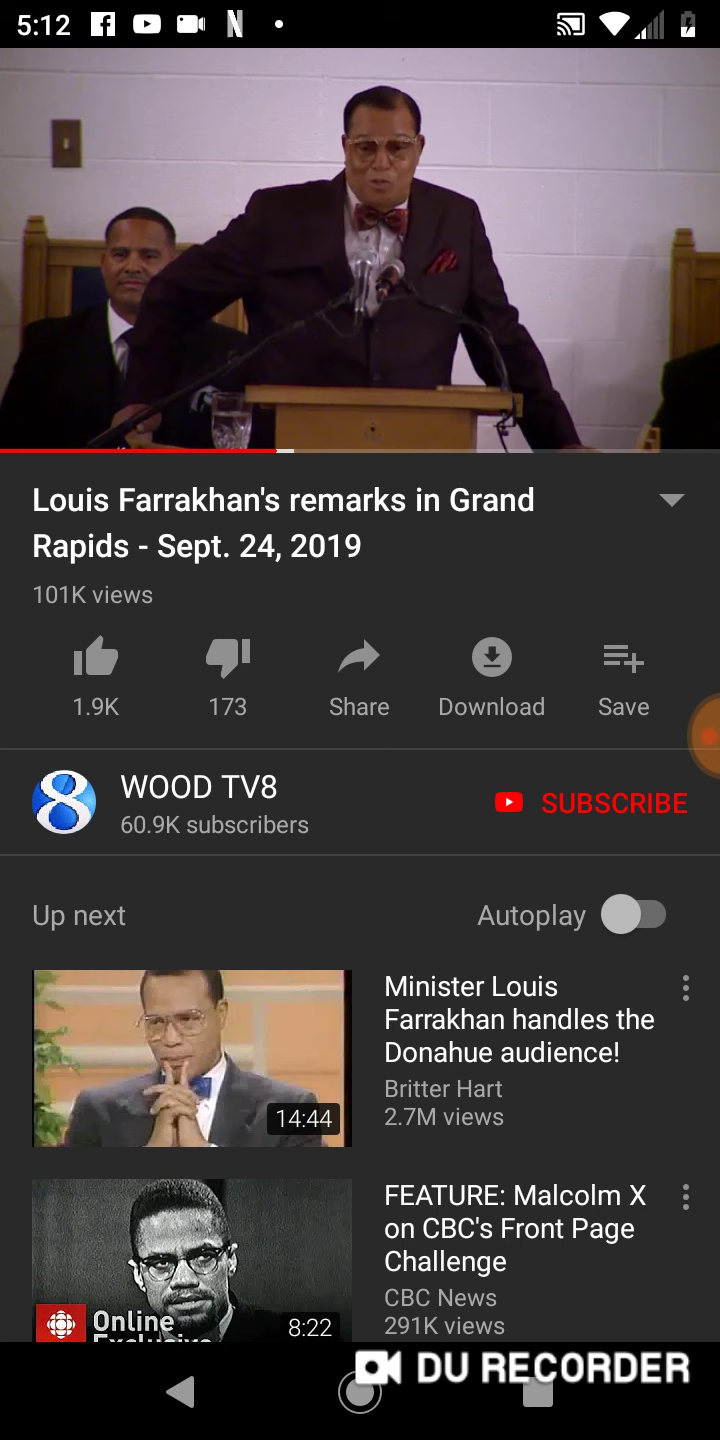 5:12
Louis Farrakhan's remarks in Grand
Rapids - Sept. 24, 2019
101K views
1.9K
173
Share
Download
Save
8
WOOD TV8
60.9K subscribers
SUBSCRIBE
Up next
Autoplay
14:44
Minister Louis
Farrakhan handles the
Donahue audience!
Britter Hart
2.7M views
Online
Exclusive
8:22
FEATURE: Malcolm X
on CBC's Front Page
Challenge
CBC News
291K views
DU RECORDER